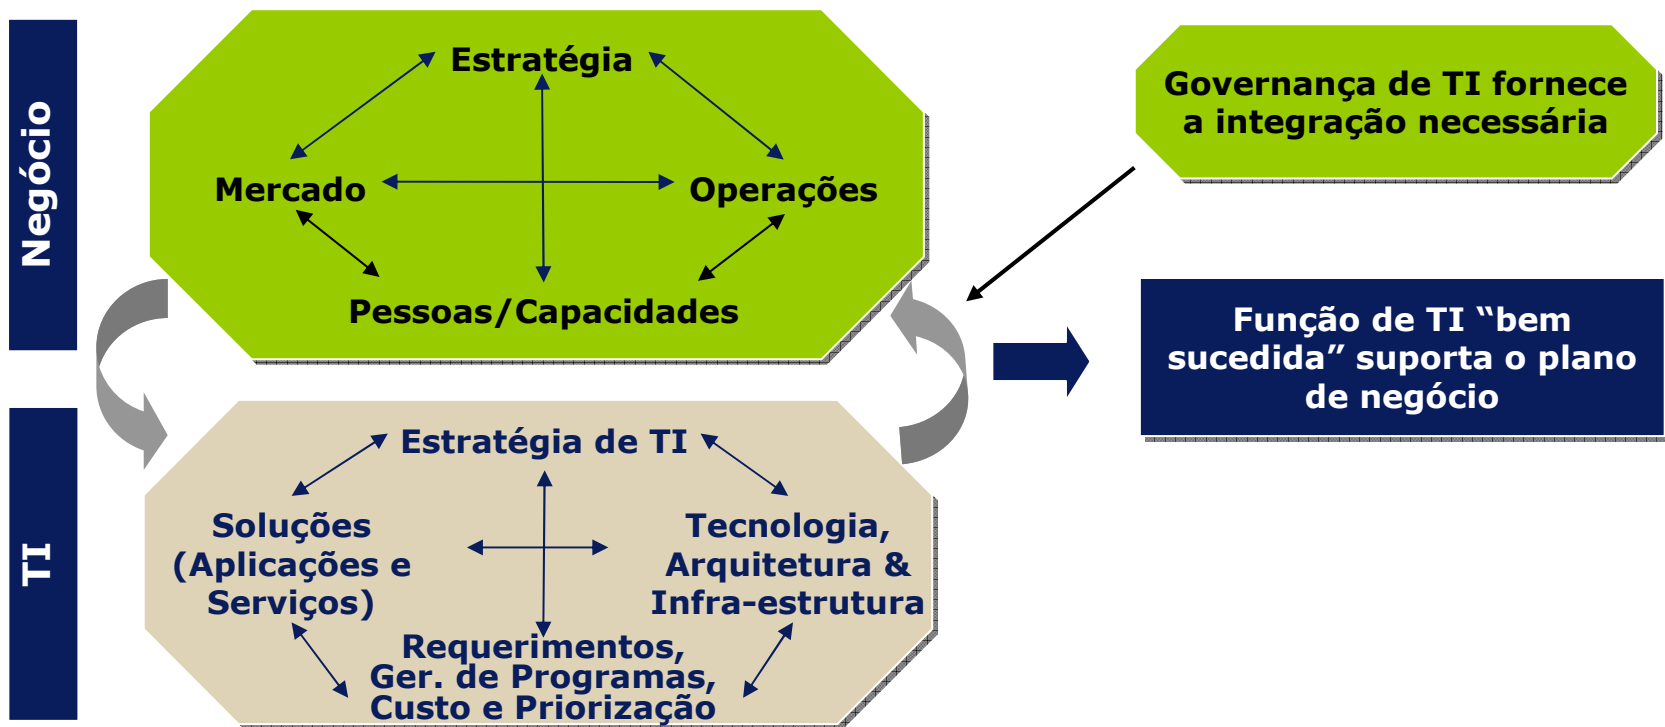 Negócio
Estratégia
Mercado
Operações
Pessoas/Capacidades
Governança de TI fornece
a integração necessária
Função de TI “bem
sucedida” suporta o plano
de negócio
TI
Estratégia de TI
Soluções
(Aplicações e
Serviços)
Tecnologia,
Arquitetura &
Infra-estrutura
Requerimentos,
Ger. de Programas,
Custo e Priorização